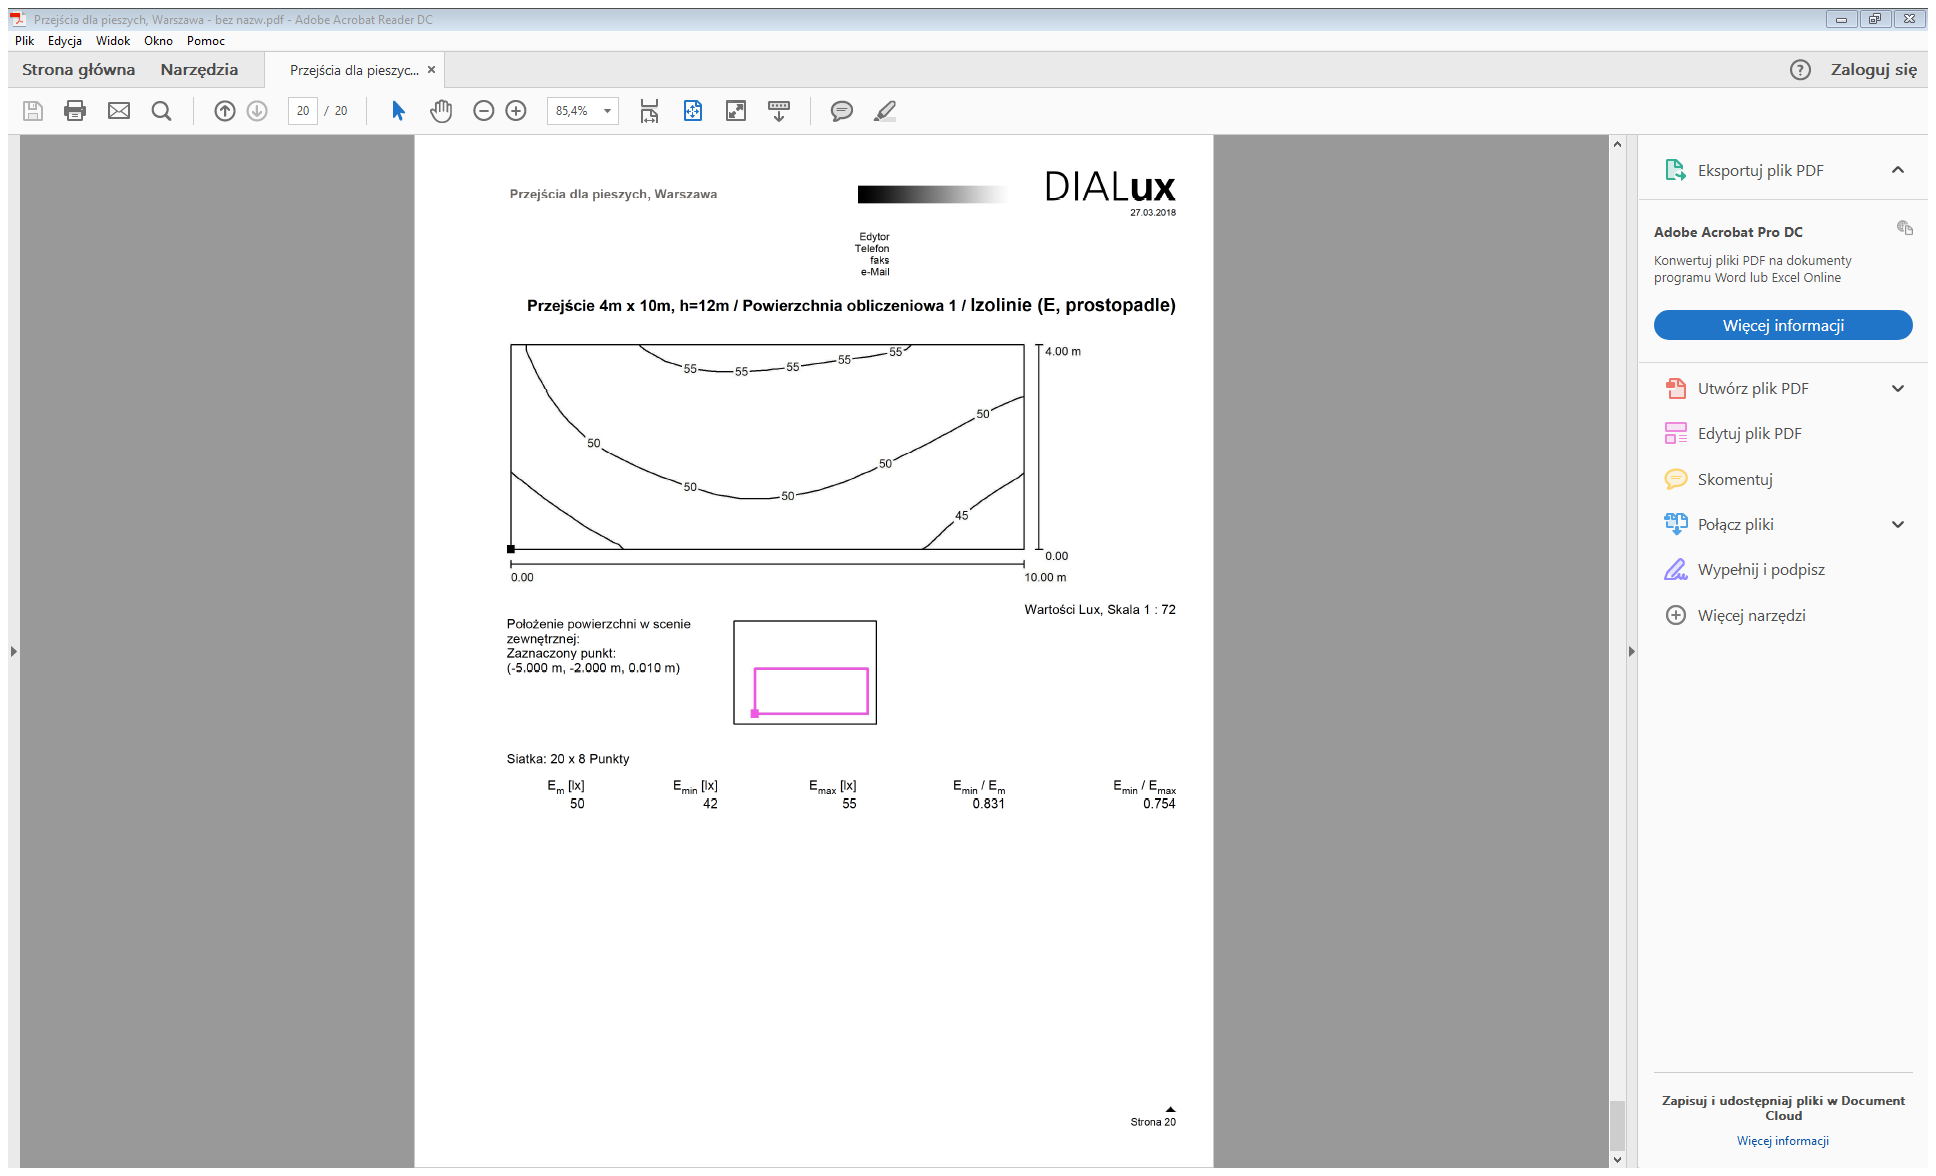 Przejścia dla pieszych, Warszawa - bez nazw.pdf - Adobe Acrobat Reader DC
Plik Edycja Widok Okno Pomoc
Strona główna Narzędzia Przejścia dla pieszyc... × Zaloguj się
20 / 20 85,4%
Przejścia dla pieszych, Warszawa
DIALux
27.03.2018
Edytor
Telefon
faks
e-Mail
Przejście 4m x 10m, h=12m / Powierzchnia obliczeniowa 1 / Izolinie (E, prostopadle)
55 55 55 55 55
50 50 50 50 50
45
4.00 m
0.00
0.00 10.00 m
Wartości Lux, Skala 1 : 72
Położenie powierzchni w scenie
zewnętrznej:
Zaznaczony punkt:
(-5.000 m, -2.000 m, 0.010 m)
Siatka: 20 x 8 Punkty
Em [lx] Emin [lx] Emax [lx] Emin / Em Emin / Emax
50 42 55 0.831 0.754
Strona 20
Eksportuj plik PDF
Adobe Acrobat Pro DC
Konwertuj pliki PDF na dokumenty
programu Word lub Excel Online
Więcej informacji
Utwórz plik PDF
Edytuj plik PDF
Skomentuj
Połącz pliki
Wypełnij i podpisz
Więcej narzędzi
Zapisuj i udostępniaj pliki w Document
Cloud
Więcej informacji